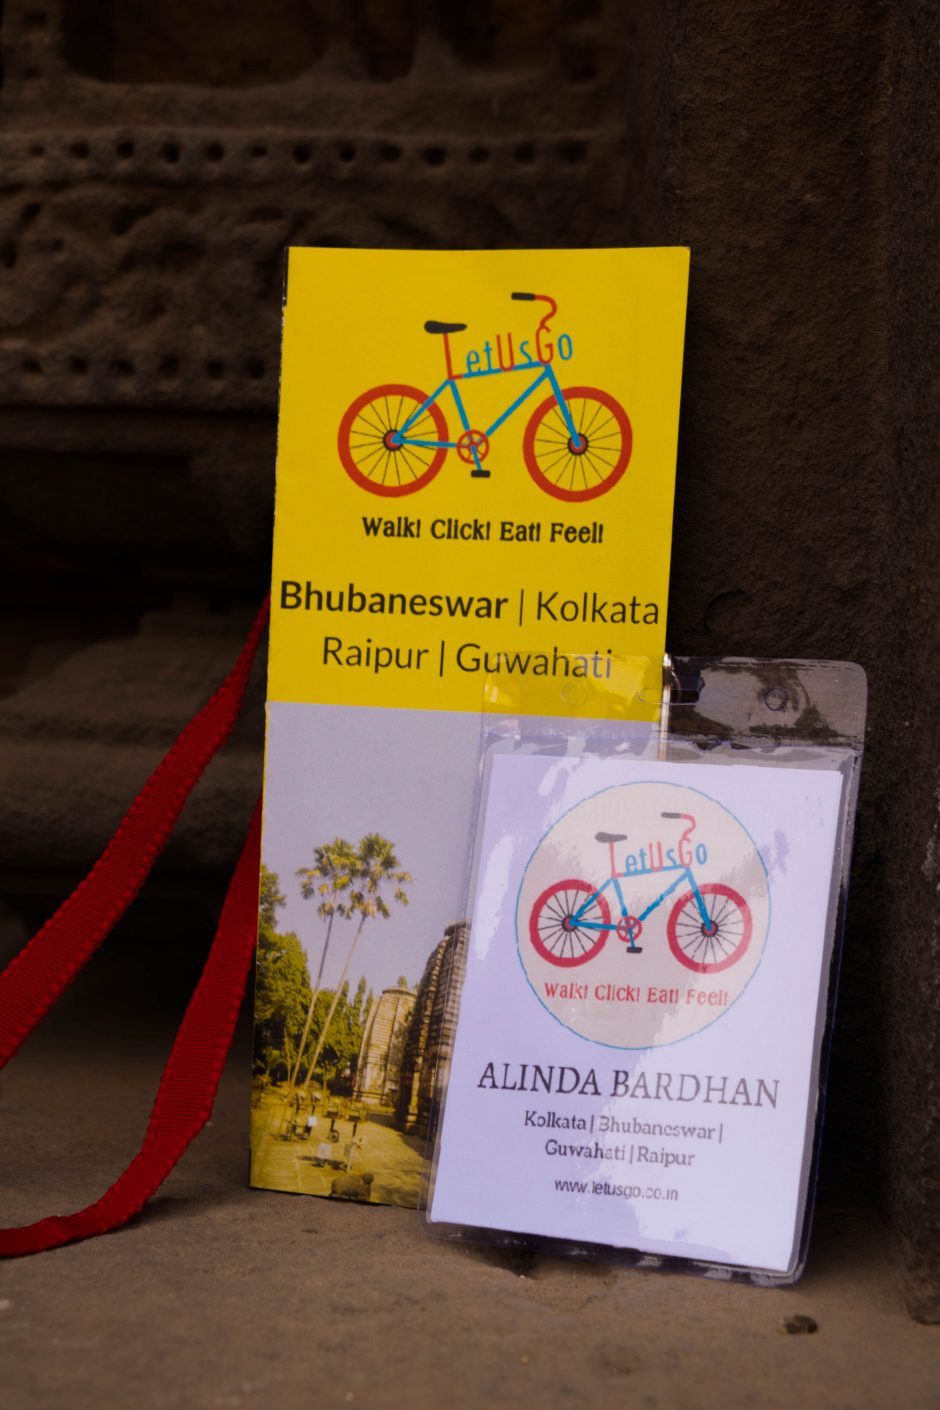 LetUsGo
Walk! Click! Eat! Feel!
Bhubaneswar | Kolkata
Raipur | Guwahati
LetUsGo
Walk! Click! Eat! Feel!
ALINDA BARDHAN
Kolkata | Bhubaneswar |
Guwahati | Raipur
www.letusgo.co.in